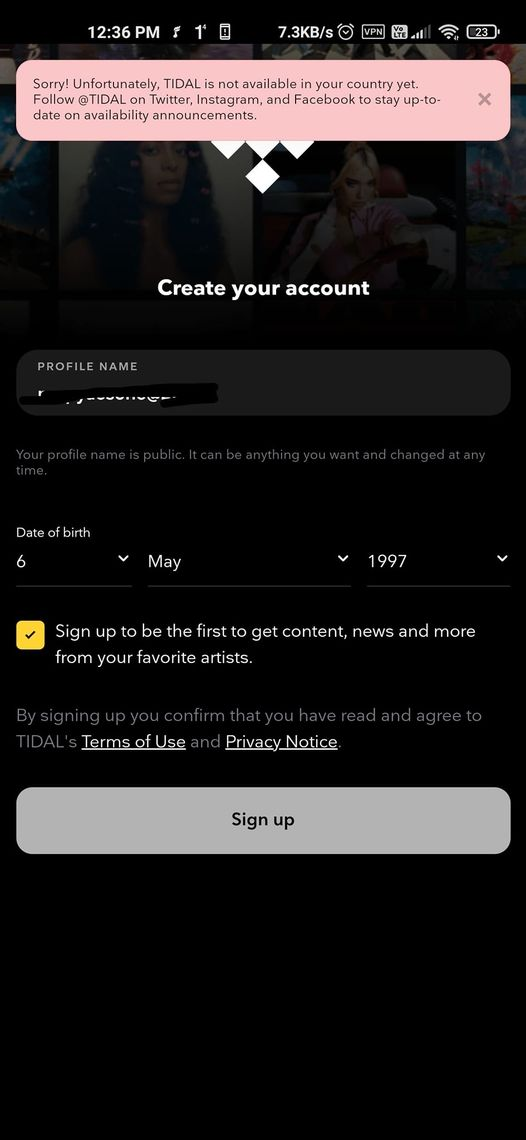 12:36 PM 7.3KB/s VPN Vo LTE 23
Sorry! Unfortunately, TIDAL is not available in your country yet.
Follow @TIDAL on Twitter, Instagram, and Facebook to stay up-to-
date on availability announcements.
Create your account
PROFILE NAME
Your profile name is public. It can be anything you want and changed at any
time.
Date of birth
6 May 1997
Sign up to be the first to get content, news and more
from your favorite artists.
By signing up you confirm that you have read and agree to
TIDAL's Terms of Use and Privacy Notice.
Sign up